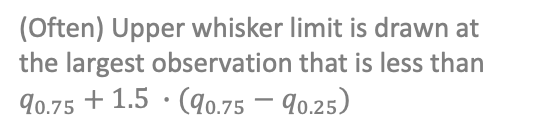 (Often) Upper whisker limit is drawn at
the largest observation that is less than
𝑞₀.₇₅ + 1.5 · (𝑞₀.₇₅ − 𝑞₀.₂₅)